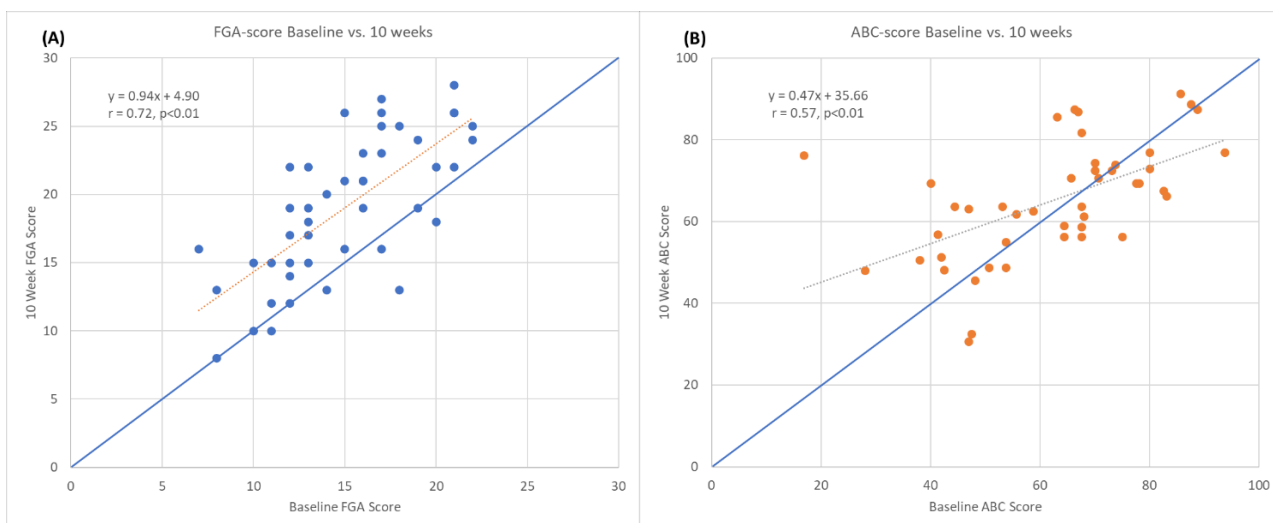 (A)
FGA-score Baseline vs. 10 weeks
y = 0.94x + 4.90
r = 0.72, p<0.01
10 Week FGA Score
30
25
20
15
10
5
0
0 5 10 15 20 25 30
Baseline FGA Score
(B)
ABC-score Baseline vs. 10 weeks
y = 0.47x + 35.66
r = 0.57, p<0.01
10 Week ABC Score
100
80
60
40
20
0
0 20 40 60 80 100
Baseline ABC Score